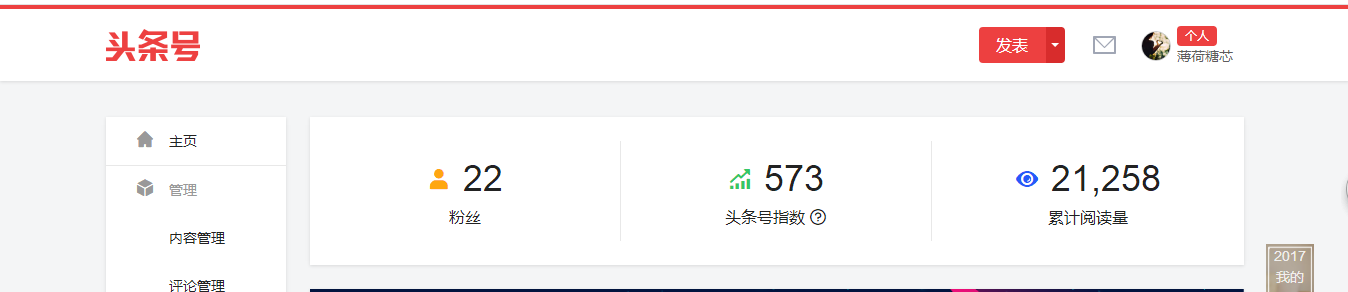 头条号
发表
个人
薄荷糖芯
主页
管理
内容管理
评论管理
22
粉丝
573
头条号指数 ?
21,258
累计阅读量
2017
我的